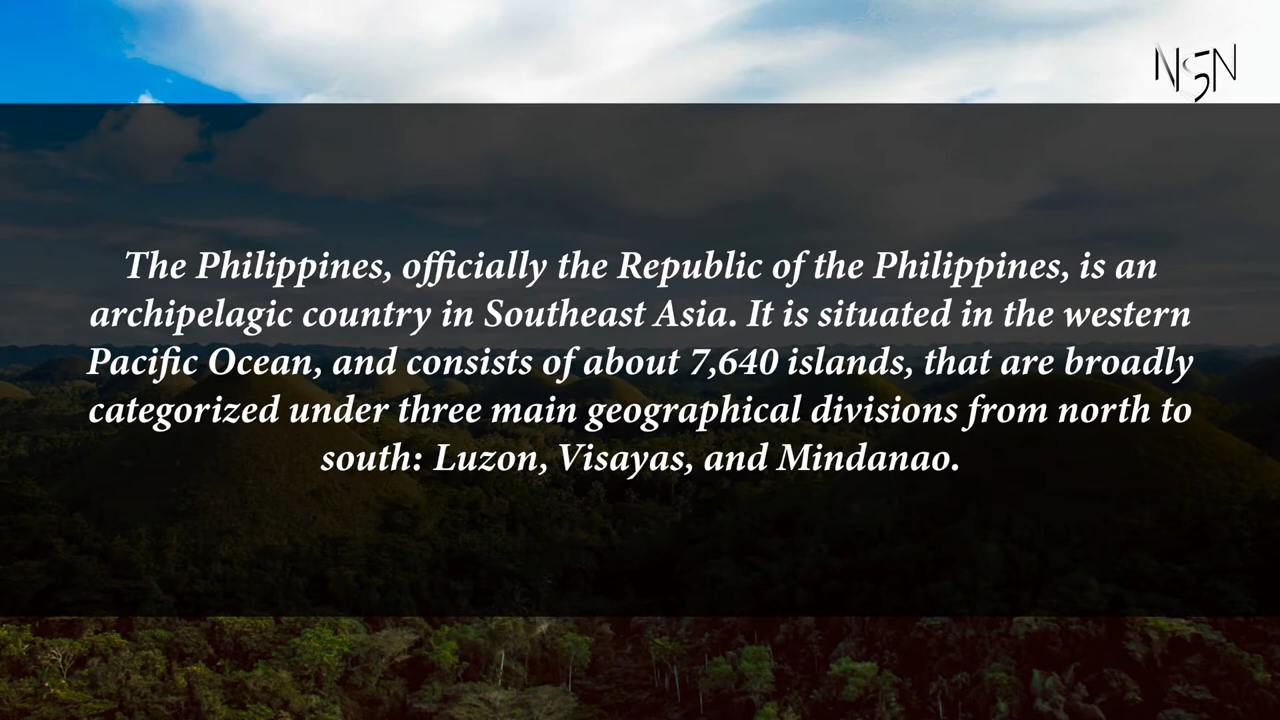 NSN
The Philippines, officially the Republic of the Philippines, is an
archipelagic country in Southeast Asia. It is situated in the western
Pacific Ocean, and consists of about 7,640 islands, that are broadly
categorized under three main geographical divisions from north to
south: Luzon, Visayas, and Mindanao.